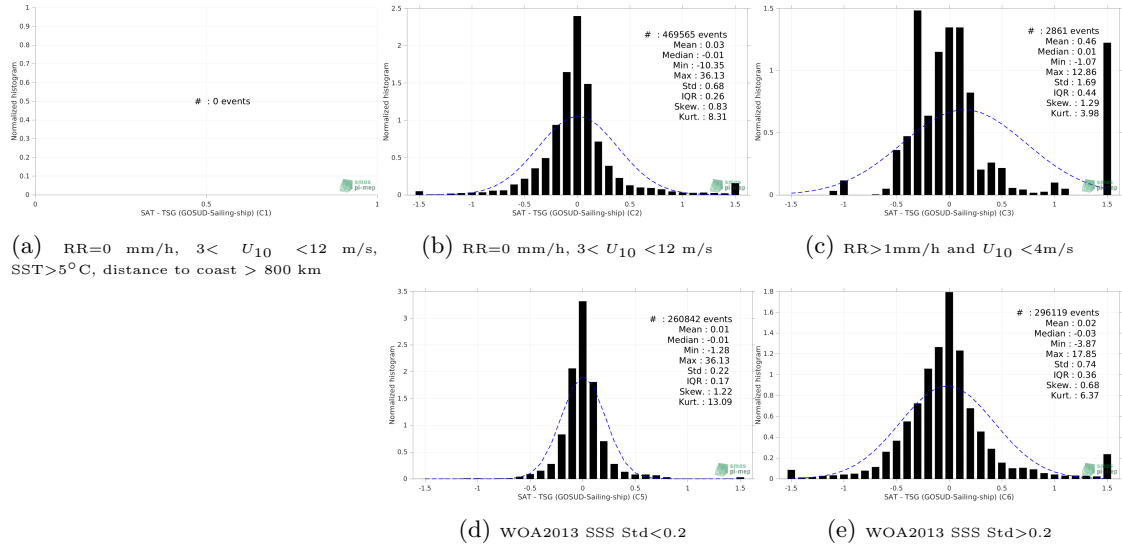 1
0.9
0.8
0.7
0.6
0.5
0.4
0.3
0.2
0.1
0
Normalized histogram
# : 0 events
smos
pi-mep
0 0.5 1
SAT - TSG (GOSUD-Sailing-ship) (C1)
(a) RR=0 mm/h, 3< U10 <12 m/s,
SST>5°C, distance to coast > 800 km
2.5
2
1.5
1
0.5
0
Normalized histogram
# : 469565 events
Mean : 0.03
Median : -0.01
Min : -10.35
Max : 36.13
Std : 0.68
IQR : 0.26
Skew. : 0.83
Kurt. : 8.31
smos
pi-mep
-1.5 -1 -0.5 0 0.5 1 1.5
SAT - TSG (GOSUD-Sailing-ship) (C2)
(b) RR=0 mm/h, 3< U10 <12 m/s
1.5
1
0.5
0
Normalized histogram
# : 2861 events
Mean : 0.46
Median : 0.01
Min : -1.07
Max : 12.86
Std : 1.69
IQR : 0.44
Skew. : 1.29
Kurt. : 3.98
smos
pi-mep
-1.5 -1 -0.5 0 0.5 1 1.5
SAT - TSG (GOSUD-Sailing-ship) (C3)
(c) RR>1mm/h and U10 <4m/s
3.5
3
2.5
2
1.5
1
0.5
0
Normalized histogram
# : 260842 events
Mean : 0.01
Median : -0.01
Min : -1.28
Max : 36.13
Std : 0.22
IQR : 0.17
Skew. : 1.22
Kurt. : 13.09
smos
pi-mep
-1.5 -1 -0.5 0 0.5 1 1.5
SAT - TSG (GOSUD-Sailing-ship) (C5)
(d) WOA2013 SSS Std<0.2
1.8
1.6
1.4
1.2
1
0.8
0.6
0.4
0.2
0
Normalized histogram
# : 296119 events
Mean : 0.02
Median : -0.03
Min : -3.87
Max : 17.85
Std : 0.74
IQR : 0.36
Skew. : 0.68
Kurt. : 6.37
smos
pi-mep
-1.5 -1 -0.5 0 0.5 1 1.5
SAT - TSG (GOSUD-Sailing-ship) (C6)
(e) WOA2013 SSS Std>0.2